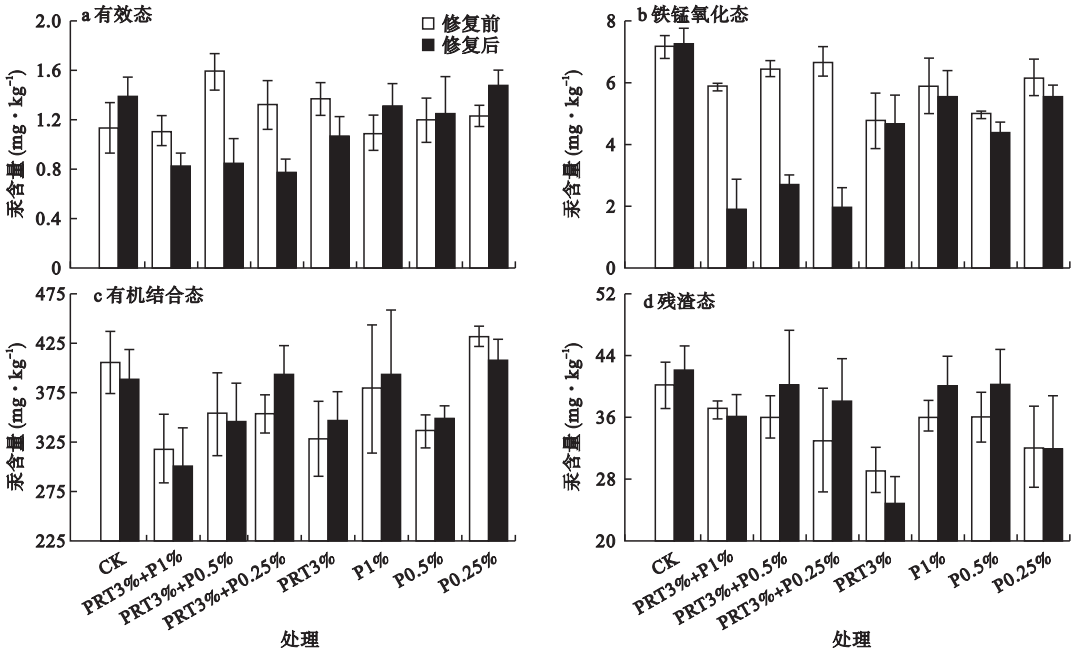 a 有效态
修复前
修复后
汞含量 (mg·kg⁻¹)
2.0
1.6
1.2
0.8
0.4
0
b 铁锰氧化态
汞含量 (mg·kg⁻¹)
8
6
4
2
0
c 有机结合态
汞含量 (mg·kg⁻¹)
475
425
375
325
275
225
CK
PRT3%+P1%
PRT3%+P0.5%
PRT3%+P0.25%
PRT3%
P1%
P0.5%
P0.25%
处理
d 残渣态
汞含量 (mg·kg⁻¹)
52
44
36
28
20
CK
PRT3%+P1%
PRT3%+P0.5%
PRT3%+P0.25%
PRT3%
P1%
P0.5%
P0.25%
处理